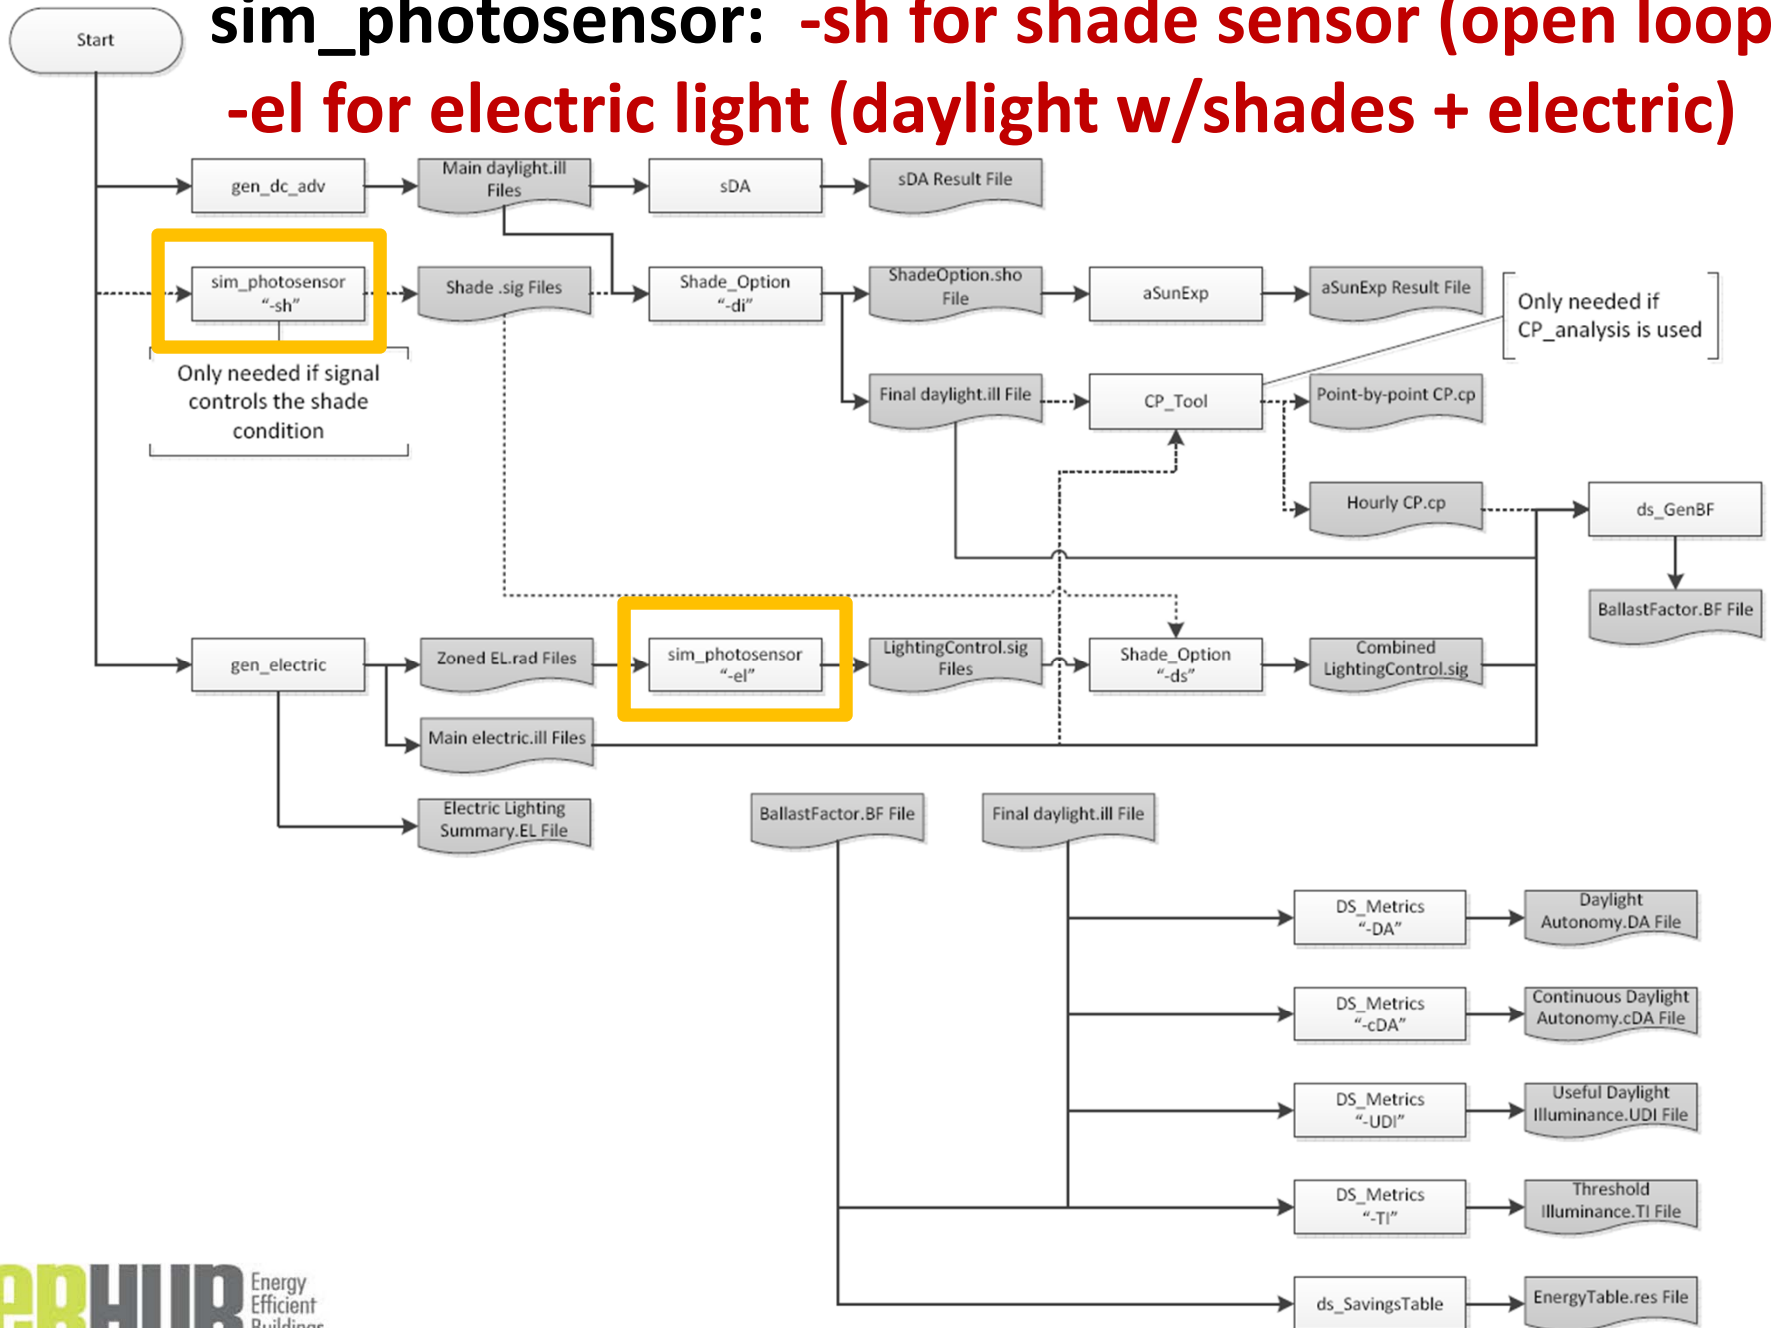 sim_photosensor: -sh for shade sensor (open loop
-el for electric light (daylight w/shades + electric)
Start
gen_dc_adv
Main daylight.ill
Files
sDA
sDA Result File
sim_photosensor
“-sh”
Shade .sig Files
Shade_Option
“-di”
ShadeOption.sho
File
aSunExp
aSunExp Result File
Only needed if
CP_analysis is used
Only needed if signal
controls the shade
condition
Final daylight.ill File
CP_Tool
Point-by-point CP.cp
Hourly CP.cp
ds_GenBF
BallastFactor.BF File
gen_electric
Zoned EL.rad Files
sim_photosensor
“-el”
LightingControl.sig
Files
Shade_Option
“-ds”
Combined
LightingControl.sig
Main electric.ill Files
Electric Lighting
Summary.EL File
BallastFactor.BF File
Final daylight.ill File
DS_Metrics
“-DA”
Daylight
Autonomy.DA File
DS_Metrics
“-cDA”
Continuous Daylight
Autonomy.cDA File
DS_Metrics
“-UDI”
Useful Daylight
Illuminance.UDI File
DS_Metrics
“-TI”
Threshold
Illuminance.TI File
ds_SavingsTable
EnergyTable.res File
eBHUB
Energy
Efficient
Buildings